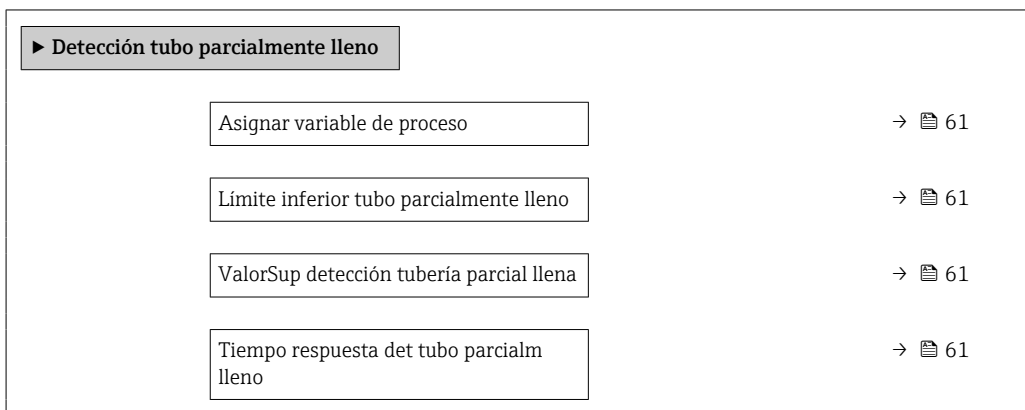 ► Detección tubo parcialmente lleno
Asignar variable de proceso → 61
Límite inferior tubo parcialmente lleno → 61
ValorSup detección tubería parcial llena → 61
Tiempo respuesta det tubo parcialm → 61
lleno